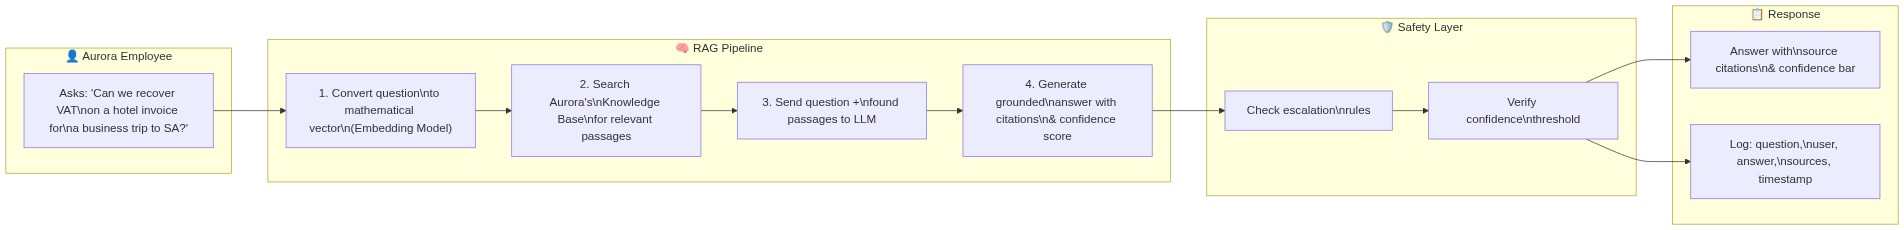 👤 Aurora Employee
Asks: 'Can we recover
VAT\non a hotel invoice
for\na business trip to SA?'
🧠 RAG Pipeline
1. Convert question\nto
mathematical
vector\n(Embedding Model)
2. Search
Aurora's\nKnowledge
Base\nfor relevant
passages
3. Send question +\nfound
passages to LLM
4. Generate
grounded\nanswer with
citations\n& confidence
score
🛡️ Safety Layer
Check escalation\nrules
Verify
confidence\nthreshold
📋 Response
Answer with\nsource
citations\n& confidence bar
Log: question,\nuser,
answer,\nsources,
timestamp